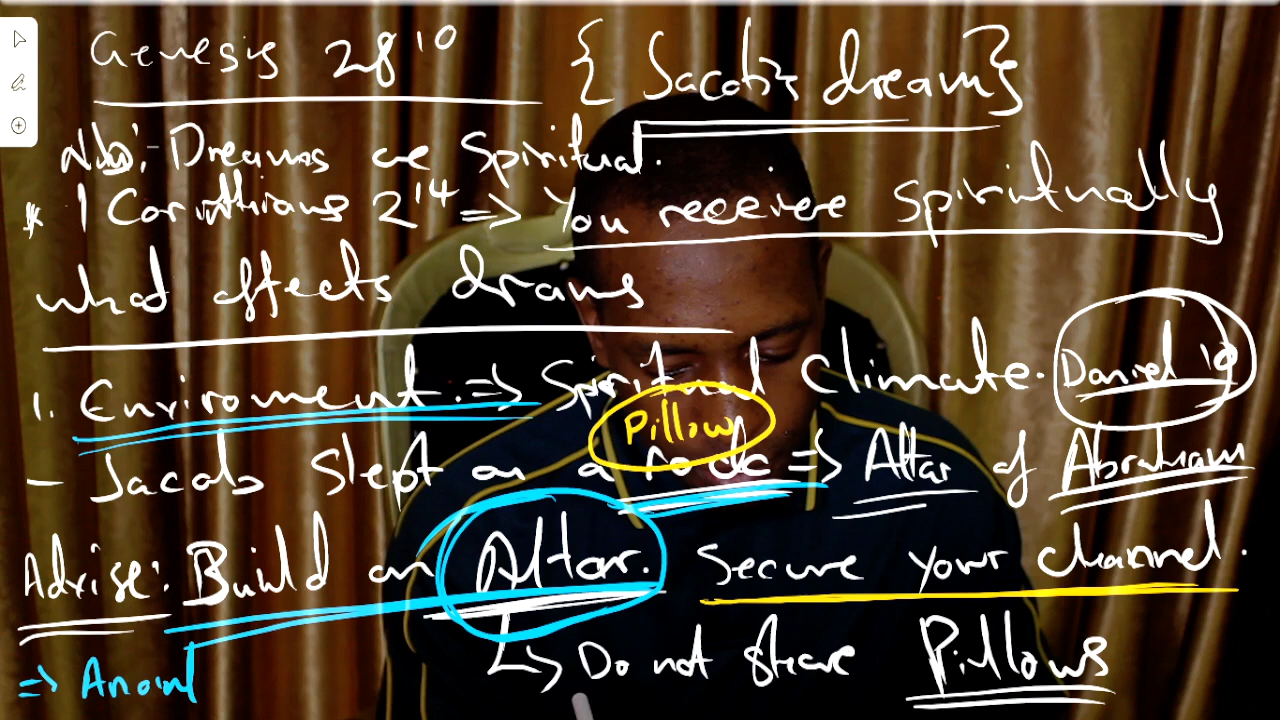 Genesis 28¹⁰ { Jacob's dream}
Nb: Dreams are Spiritual.
* 1 Corinthians 2¹⁴ => You receive spiritually
what affects dreams
1. Enviroment. => Spiritual Climate. Daniel 10
Pillow
- Jacob Slept on a rock => Altar of Abraham
Advise: Build an Altar. Secure your channel.
↳ Do not share Pillows
=> Anoint